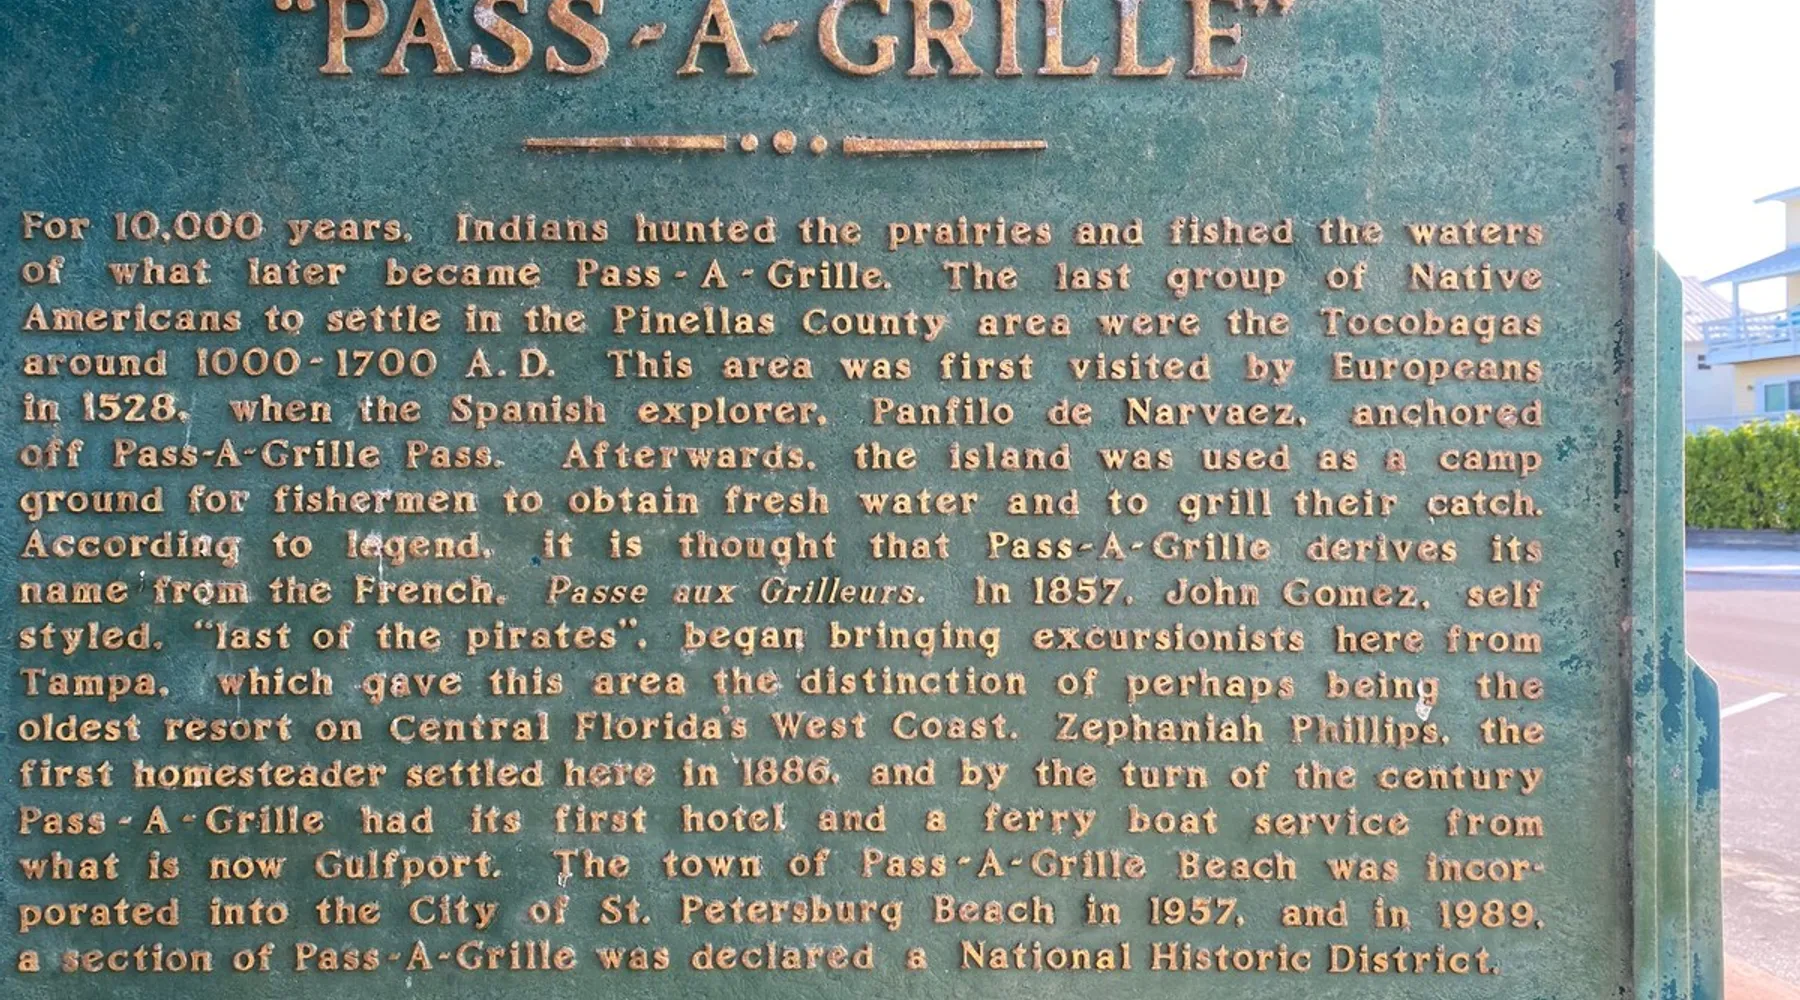 "PASS-A-GRILLE"
For 10,000 years, Indians hunted the prairies and fished the waters
of what later became Pass-A-Grille. The last group of Native
Americans to settle in the Pinellas County area were the Tocobagas
around 1000-1700 A.D. This area was first visited by Europeans
in 1528, when the Spanish explorer, Panfilo de Narvaez, anchored
off Pass-A-Grille Pass. Afterwards, the island was used as a camp
ground for fishermen to obtain fresh water and to grill their catch.
According to legend, it is thought that Pass-A-Grille derives its
name from the French, Passe aux Grilleurs. In 1857, John Gomez, self
styled, "last of the pirates", began bringing excursionists here from
Tampa, which gave this area the distinction of perhaps being the
oldest resort on Central Florida's West Coast. Zephaniah Phillips, the
first homesteader settled here in 1886, and by the turn of the century
Pass-A-Grille had its first hotel and a ferry boat service from
what is now Gulfport. The town of Pass-A-Grille Beach was incor-
porated into the City of St. Petersburg Beach in 1957, and in 1989,
a section of Pass-A-Grille was declared a National Historic District.